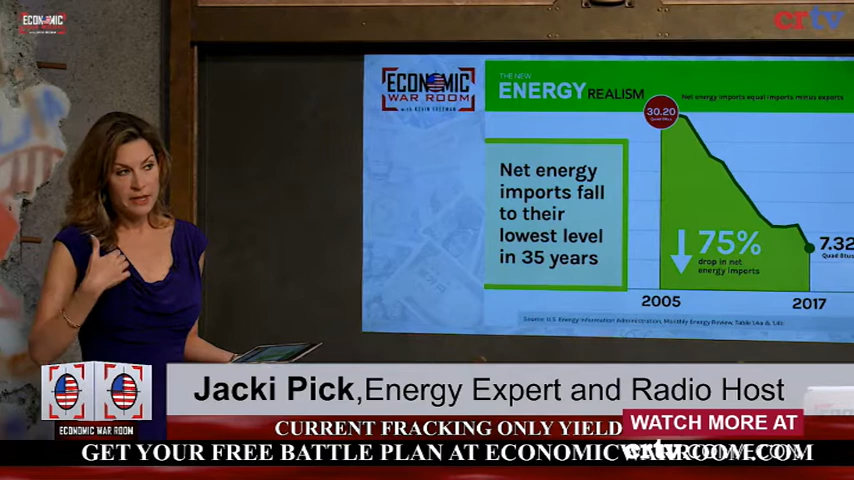 ECONOMIC
crtv
ECONOMIC
WAR ROOM
with KEVIN FREEMAN
THE NEW
ENERGY REALISM
Net energy imports equal imports minus exports
30.20
Quad Btus
Net energy
imports fall
to their
lowest level
in 35 years
75%
drop in net
energy imports
7.32
Quad Btus
2005
2017
Source: U.S. Energy Information Administration, Monthly Energy Review, Table 1.4a & 1.4b
Jacki Pick,Energy Expert and Radio Host
ECONOMIC WAR ROOM
CURRENT FRACKING ONLY YIELD
WATCH MORE AT
GET YOUR FREE BATTLE PLAN AT ECONOMICWARROOM.COM
crtv